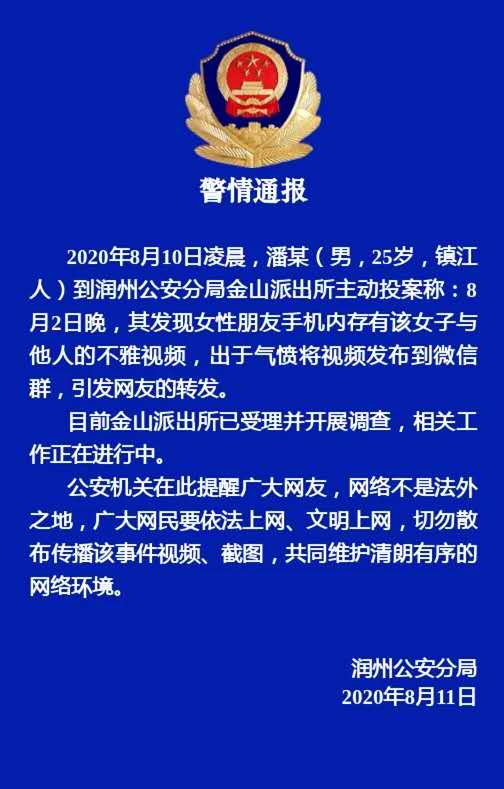 警情通报
2020年8月10日凌晨，潘某（男，25岁，镇江
人）到润州公安分局金山派出所主动投案称：8
月2日晚，其发现女性朋友手机内存有该女子与
他人的不雅视频，出于气愤将视频发布到微信
群，引发网友的转发。
目前金山派出所已受理并开展调查，相关工
作正在进行中。
公安机关在此提醒广大网友，网络不是法外
之地，广大网民要依法上网、文明上网，切勿散
布传播该事件视频、截图，共同维护清朗有序的
网络环境。
润州公安分局
2020年8月11日